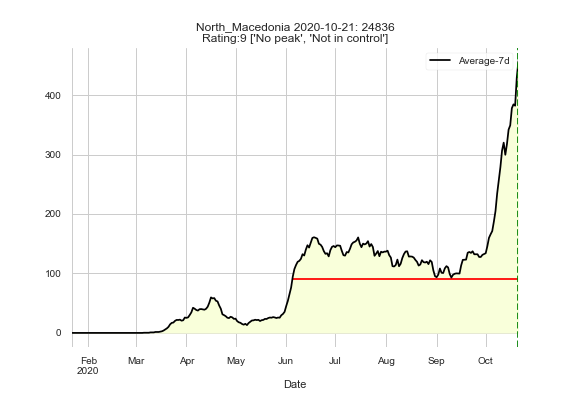 North_Macedonia 2020-10-21: 24836
Rating:9 ['No peak', 'Not in control']
Average-7d
400
300
200
100
0
Feb Mar Apr May Jun Jul Aug Sep Oct
2020
Date